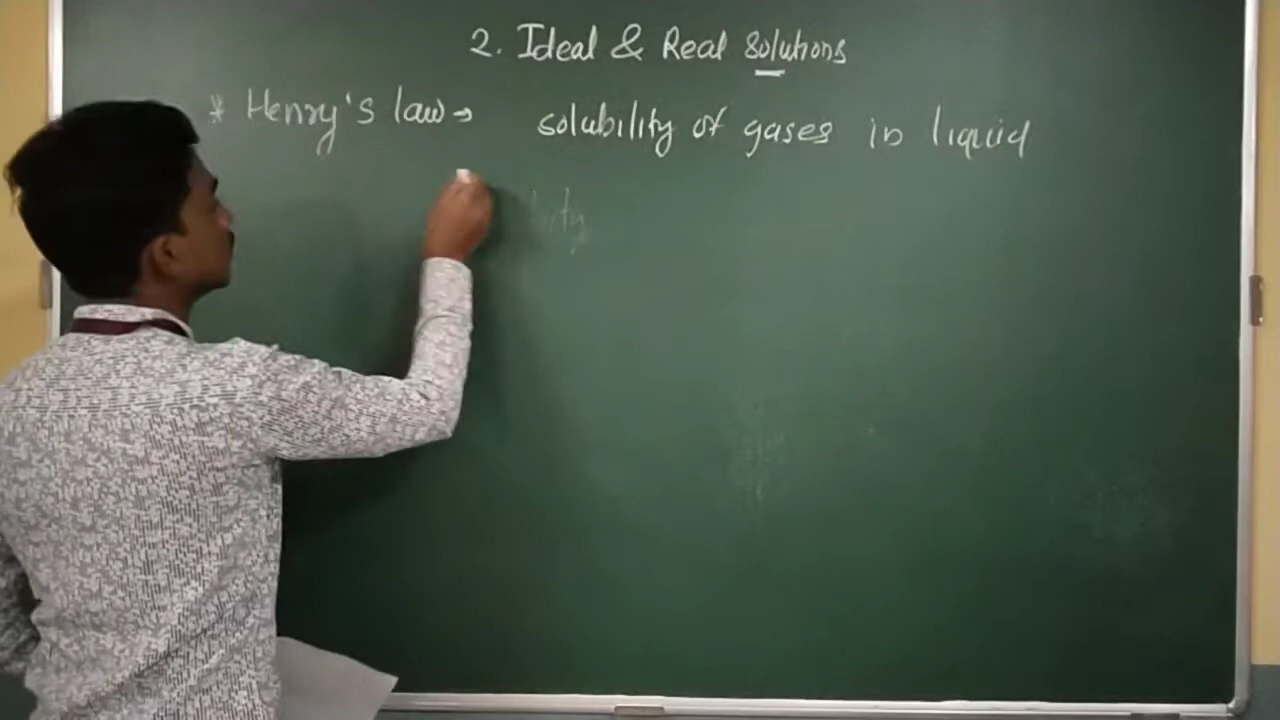 2. Ideal & Real Solutions
* Henry's law → solubility of gases in liquid